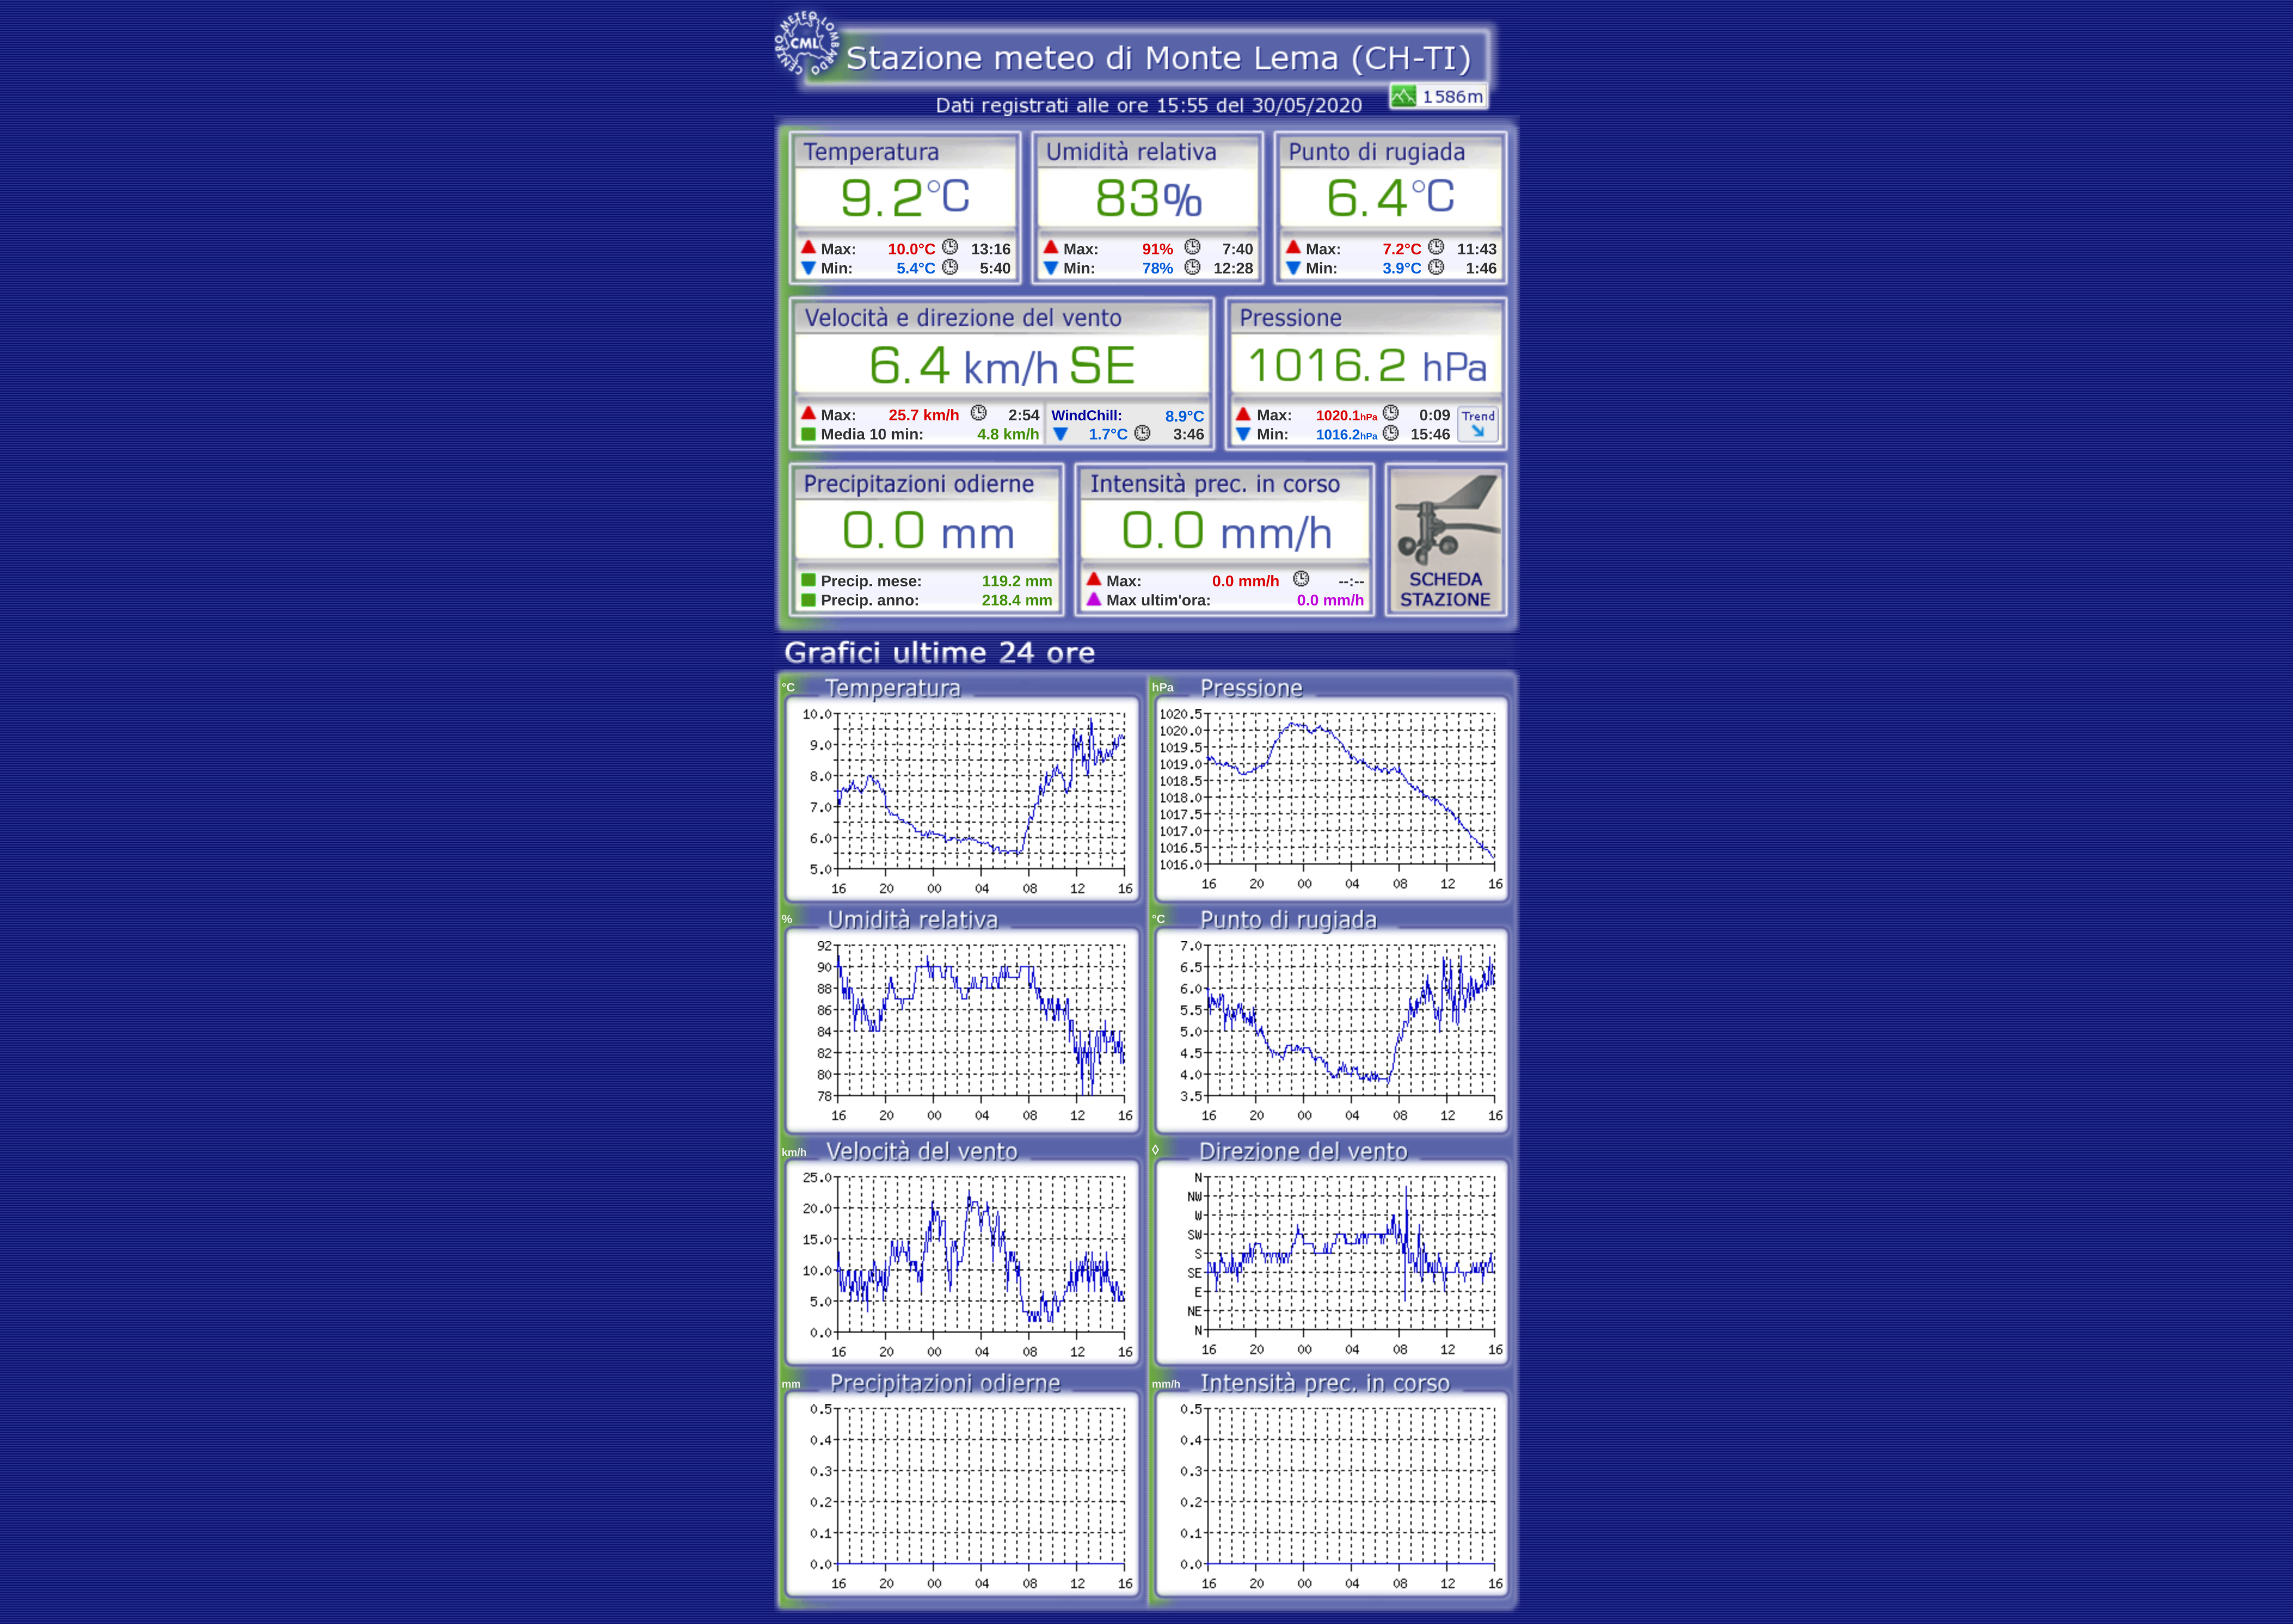 CENTRO METEO LOMBARDO
CML
Stazione meteo di Monte Lema (CH-TI)
1586m
Dati registrati alle ore 15:55 del 30/05/2020
Temperatura
9.2°C
Max: 10.0°C 13:16
Min: 5.4°C 5:40
Umidità relativa
83%
Max: 91% 7:40
Min: 78% 12:28
Punto di rugiada
6.4°C
Max: 7.2°C 11:43
Min: 3.9°C 1:46
Velocità e direzione del vento
6.4 km/h SE
Max: 25.7 km/h 2:54
Media 10 min: 4.8 km/h
WindChill: 8.9°C
1.7°C 3:46
Pressione
1016.2 hPa
Max: 1020.1hPa 0:09
Min: 1016.2hPa 15:46
Trend
Precipitazioni odierne
0.0 mm
Precip. mese: 119.2 mm
Precip. anno: 218.4 mm
Intensità prec. in corso
0.0 mm/h
Max: 0.0 mm/h --:--
Max ultim'ora: 0.0 mm/h
SCHEDA
STAZIONE
Grafici ultime 24 ore
°C Temperatura
10.0
9.0
8.0
7.0
6.0
5.0
16 20 00 04 08 12 16
hPa Pressione
1020.5
1020.0
1019.5
1019.0
1018.5
1018.0
1017.5
1017.0
1016.5
1016.0
16 20 00 04 08 12 16
% Umidità relativa
92
90
88
86
84
82
80
78
16 20 00 04 08 12 16
°C Punto di rugiada
7.0
6.5
6.0
5.5
5.0
4.5
4.0
3.5
16 20 00 04 08 12 16
km/h Velocità del vento
25.0
20.0
15.0
10.0
5.0
0.0
16 20 00 04 08 12 16
◊ Direzione del vento
N
NW
W
SW
S
SE
E
NE
N
16 20 00 04 08 12 16
mm Precipitazioni odierne
0.5
0.4
0.3
0.2
0.1
0.0
16 20 00 04 08 12 16
mm/h Intensità prec. in corso
0.5
0.4
0.3
0.2
0.1
0.0
16 20 00 04 08 12 16